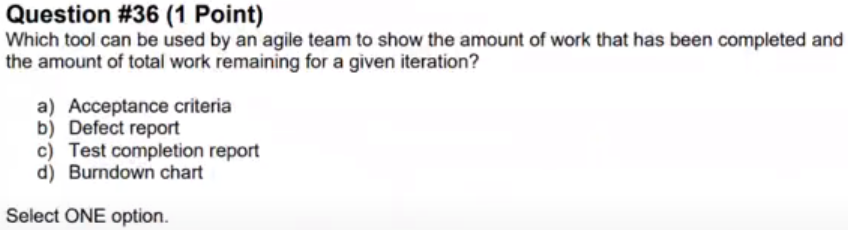 Question #36 (1 Point)
Which tool can be used by an agile team to show the amount of work that has been completed and
the amount of total work remaining for a given iteration?
a) Acceptance criteria
b) Defect report
c) Test completion report
d) Burndown chart
Select ONE option.